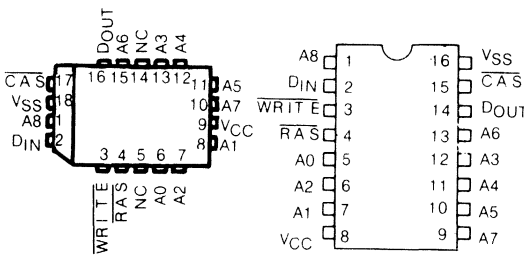 DOUT A6 NC A3 A4
16 15 14 13 12
CAS 17 11 A5
VSS 18 10 A7
A8 1 9 VCC
DIN 2 8 A1
3 4 5 6 7
WRITE RAS NC A0 A2
A8 1 16 VSS
DIN 2 15 CAS
WRITE 3 14 DOUT
RAS 4 13 A6
A0 5 12 A3
A2 6 11 A4
A1 7 10 A5
VCC 8 9 A7